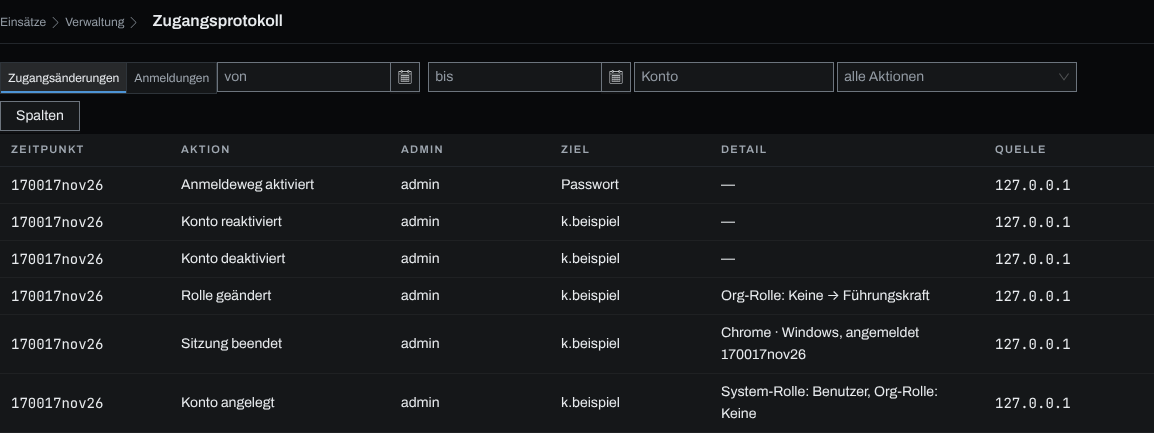 Einsätze > Verwaltung > Zugangsprotokoll
Zugangsänderungen Anmeldungen von bis Konto alle Aktionen
Spalten
ZEITPUNKT AKTION ADMIN ZIEL DETAIL QUELLE
170017nov26 Anmeldeweg aktiviert admin Passwort — 127.0.0.1
170017nov26 Konto reaktiviert admin k.beispiel — 127.0.0.1
170017nov26 Konto deaktiviert admin k.beispiel — 127.0.0.1
170017nov26 Rolle geändert admin k.beispiel Org-Rolle: Keine → Führungskraft 127.0.0.1
170017nov26 Sitzung beendet admin k.beispiel Chrome · Windows, angemeldet
170017nov26 127.0.0.1
170017nov26 Konto angelegt admin k.beispiel System-Rolle: Benutzer, Org-Rolle:
Keine 127.0.0.1